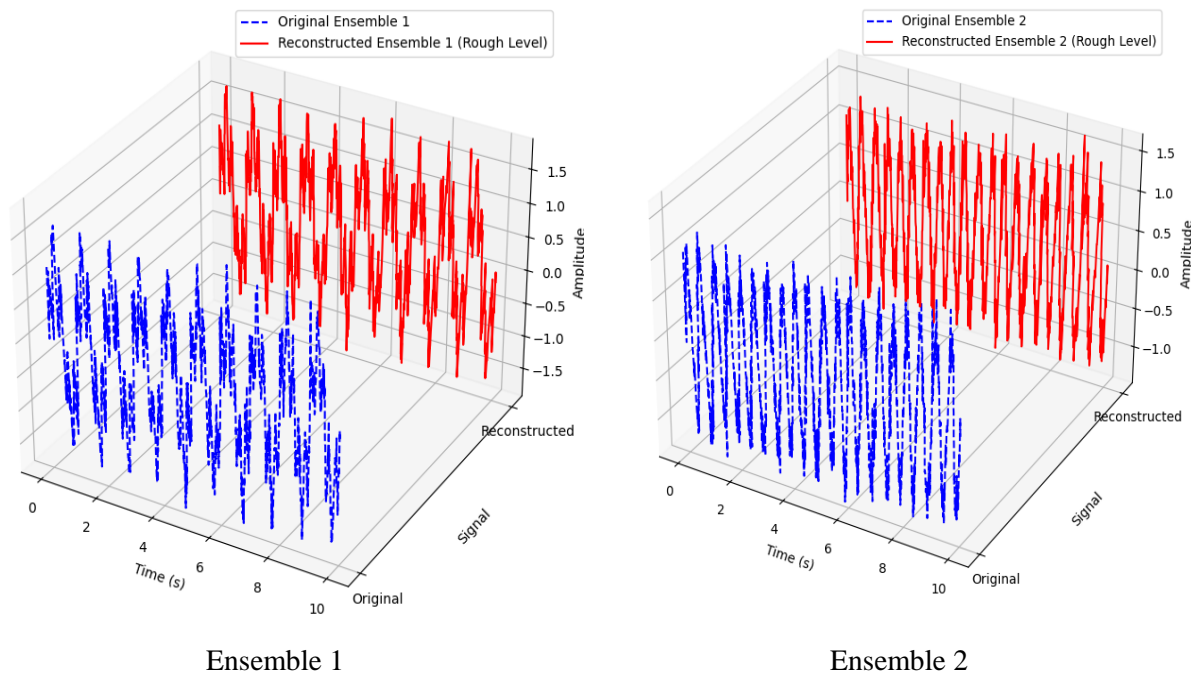 Original Ensemble 1
Reconstructed Ensemble 1 (Rough Level)
1.5
1.0
0.5
0.0
−0.5
−1.0
−1.5
Amplitude
Reconstructed
Signal
Original
0
2
4
6
8
10
Time (s)
Ensemble 1
Original Ensemble 2
Reconstructed Ensemble 2 (Rough Level)
1.5
1.0
0.5
0.0
−0.5
−1.0
Amplitude
Reconstructed
Signal
Original
0
2
4
6
8
10
Time (s)
Ensemble 2